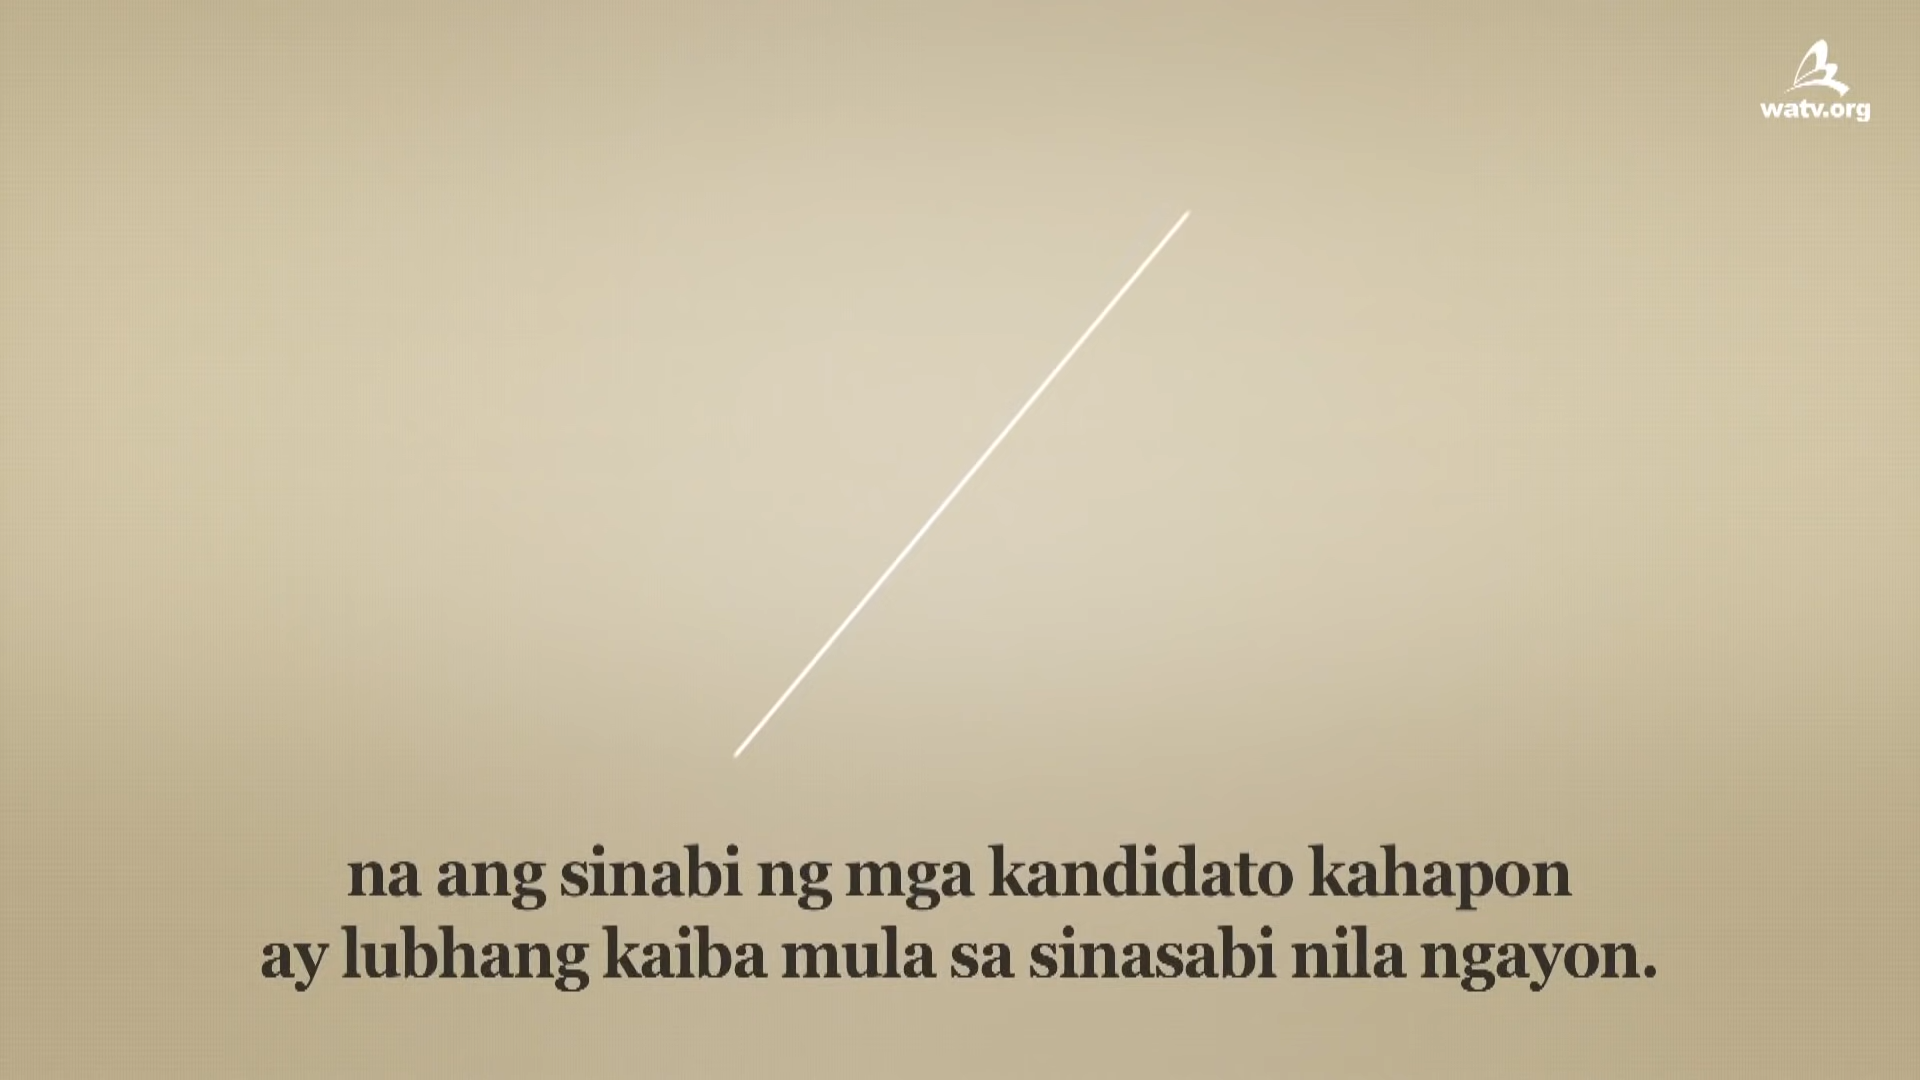 watv.org
na ang sinabi ng mga kandidato kahapon
ay lubhang kaiba mula sa sinasabi nila ngayon.